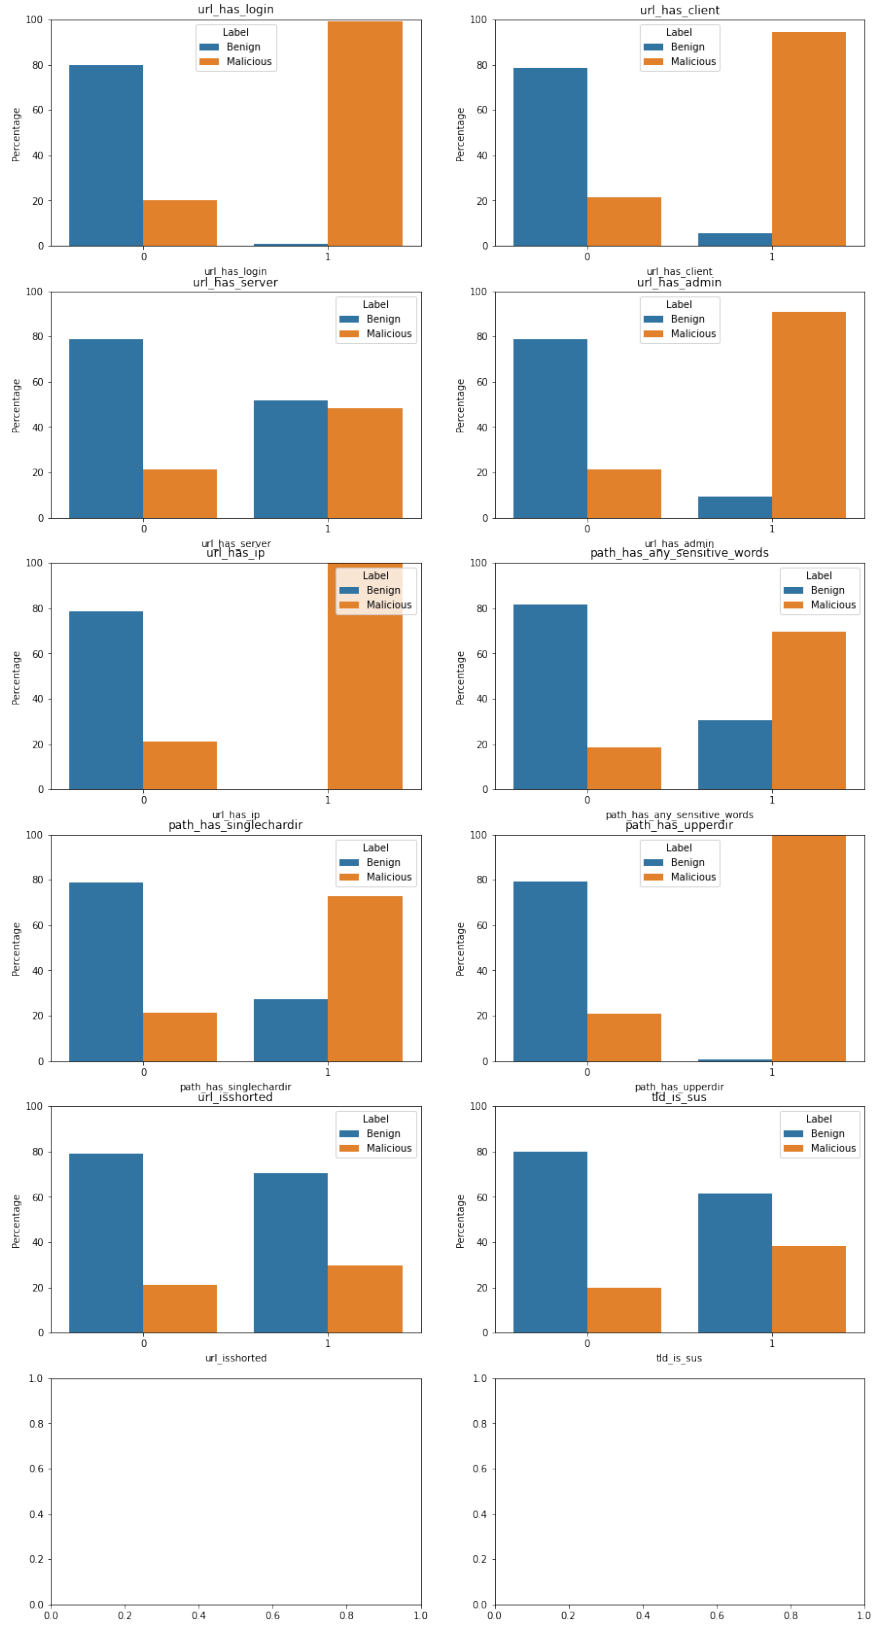 url_has_login
Label
Benign
Malicious
Percentage
100
80
60
40
20
0
0
1
url_has_login
url_has_client
Label
Benign
Malicious
Percentage
100
80
60
40
20
0
0
1
url_has_client
url_has_server
Label
Benign
Malicious
Percentage
100
80
60
40
20
0
0
1
url_has_server
url_has_admin
Label
Benign
Malicious
Percentage
100
80
60
40
20
0
0
1
url_has_admin
url_has_ip
Label
Benign
Malicious
Percentage
100
80
60
40
20
0
0
1
url_has_ip
path_has_any_sensitive_words
Label
Benign
Malicious
Percentage
100
80
60
40
20
0
0
1
path_has_any_sensitive_words
path_has_singlechardir
Label
Benign
Malicious
Percentage
100
80
60
40
20
0
0
1
path_has_singlechardir
path_has_upperdir
Label
Benign
Malicious
Percentage
100
80
60
40
20
0
0
1
path_has_upperdir
url_isshorted
Label
Benign
Malicious
Percentage
100
80
60
40
20
0
0
1
url_isshorted
tld_is_sus
Label
Benign
Malicious
Percentage
100
80
60
40
20
0
0
1
tld_is_sus
1.0
0.8
0.6
0.4
0.2
0.0
0.0 0.2 0.4 0.6 0.8 1.0
1.0
0.8
0.6
0.4
0.2
0.0
0.0 0.2 0.4 0.6 0.8 1.0